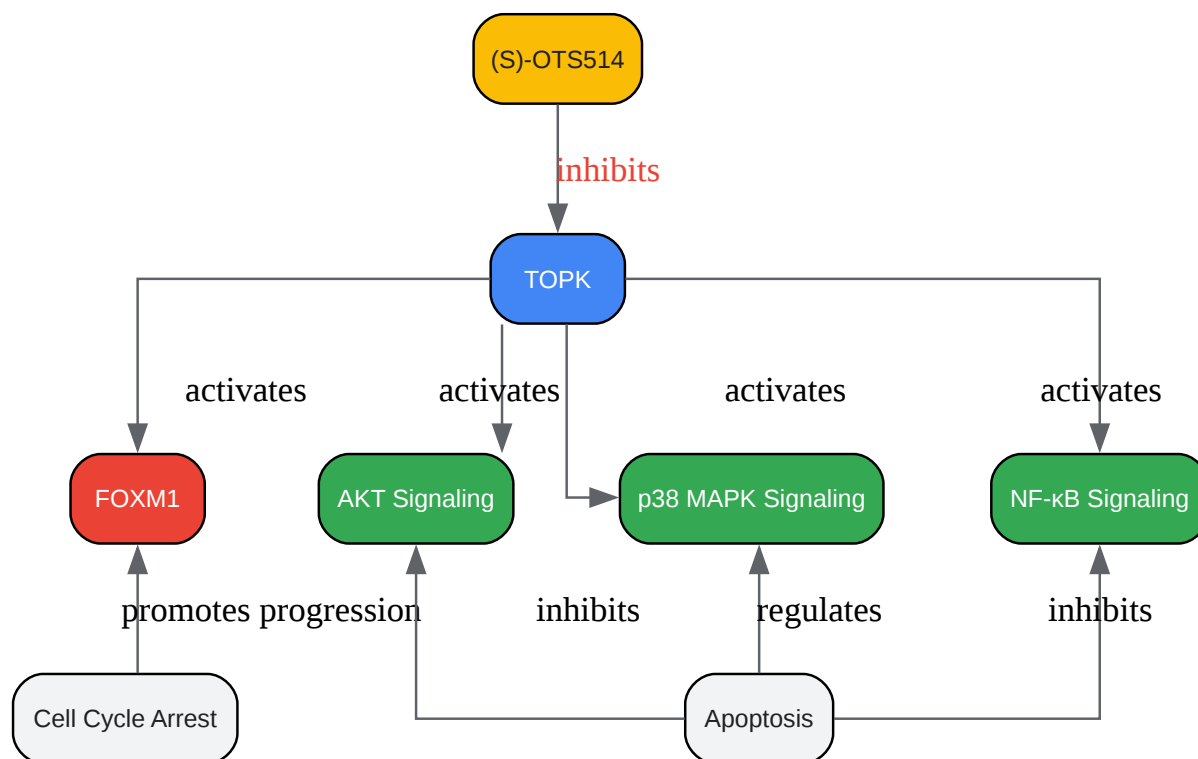 (S)-OTS514
inhibits
TOPK
activates
activates
activates
activates
FOXM1
AKT Signaling
p38 MAPK Signaling
NF-κB Signaling
promotes progression
inhibits
regulates
inhibits
Cell Cycle Arrest
Apoptosis